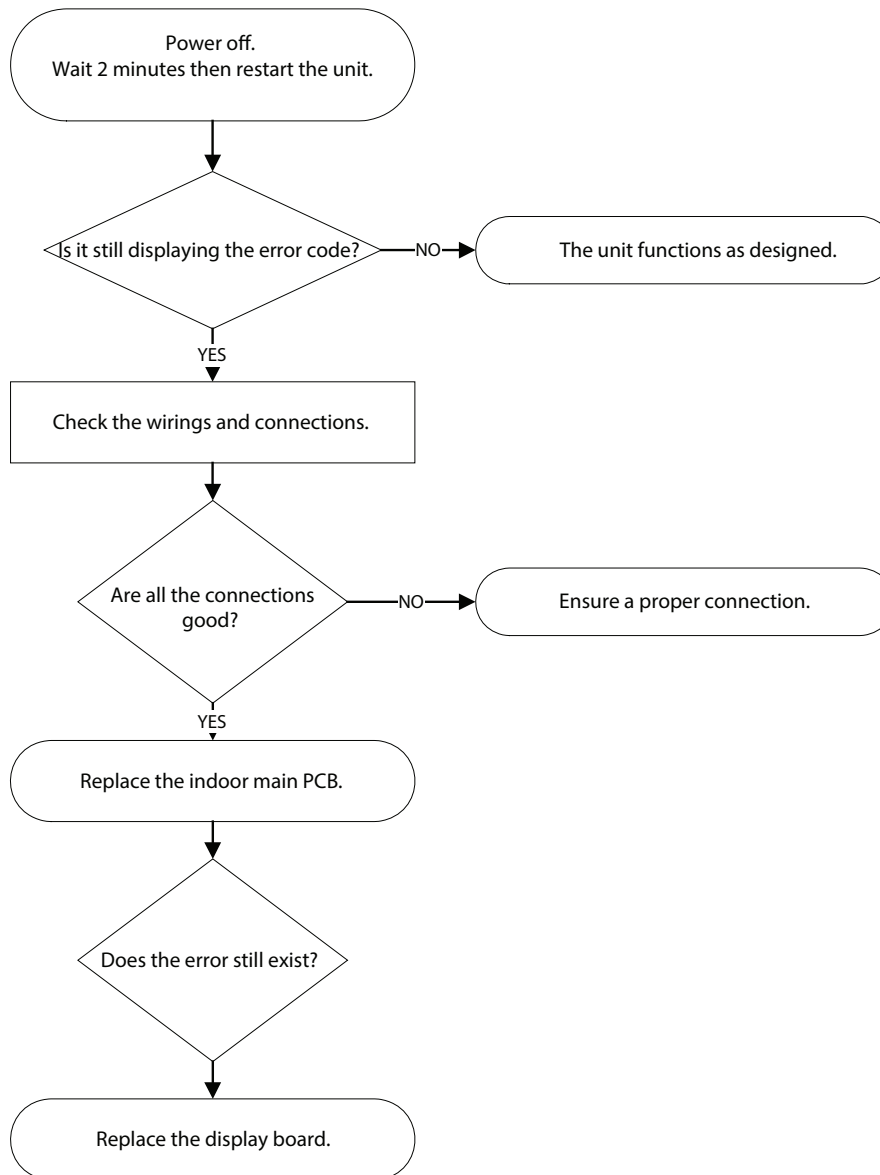 Power off.
Wait 2 minutes then restart the unit.
Is it still displaying the error code?
NO
The unit functions as designed.
YES
Check the wirings and connections.
Are all the connections
good?
NO
Ensure a proper connection.
YES
Replace the indoor main PCB.
Does the error still exist?
Replace the display board.